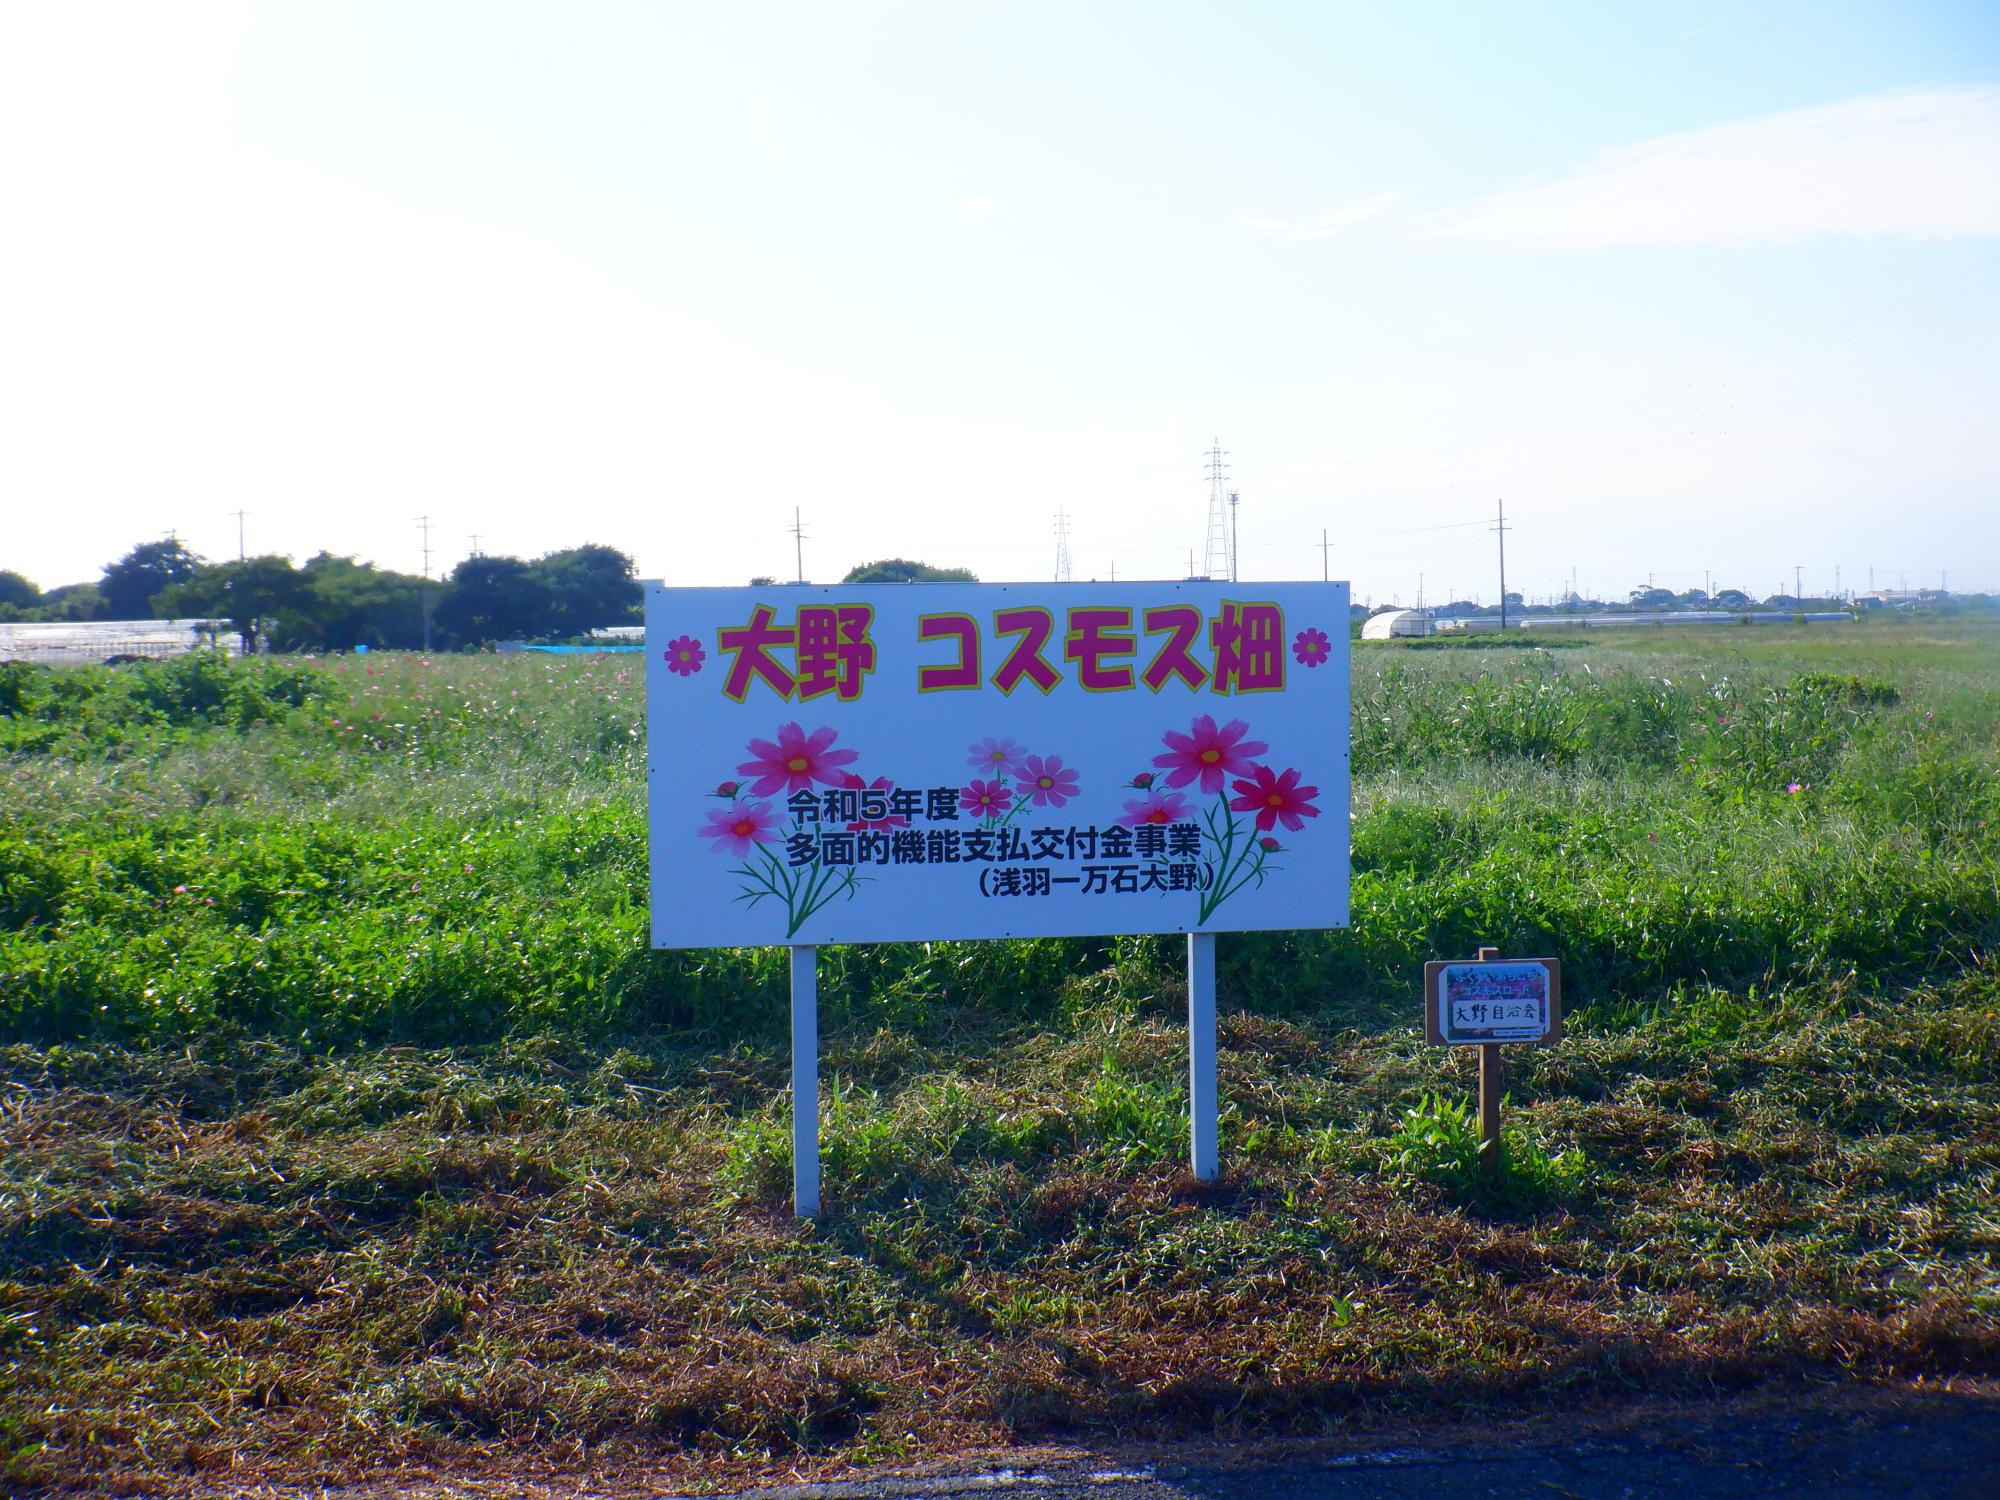 大野 コスモス畑
令和5年度
多面的機能支払交付金事業
(浅羽一万石大野)
コスモスロード
大野自治会